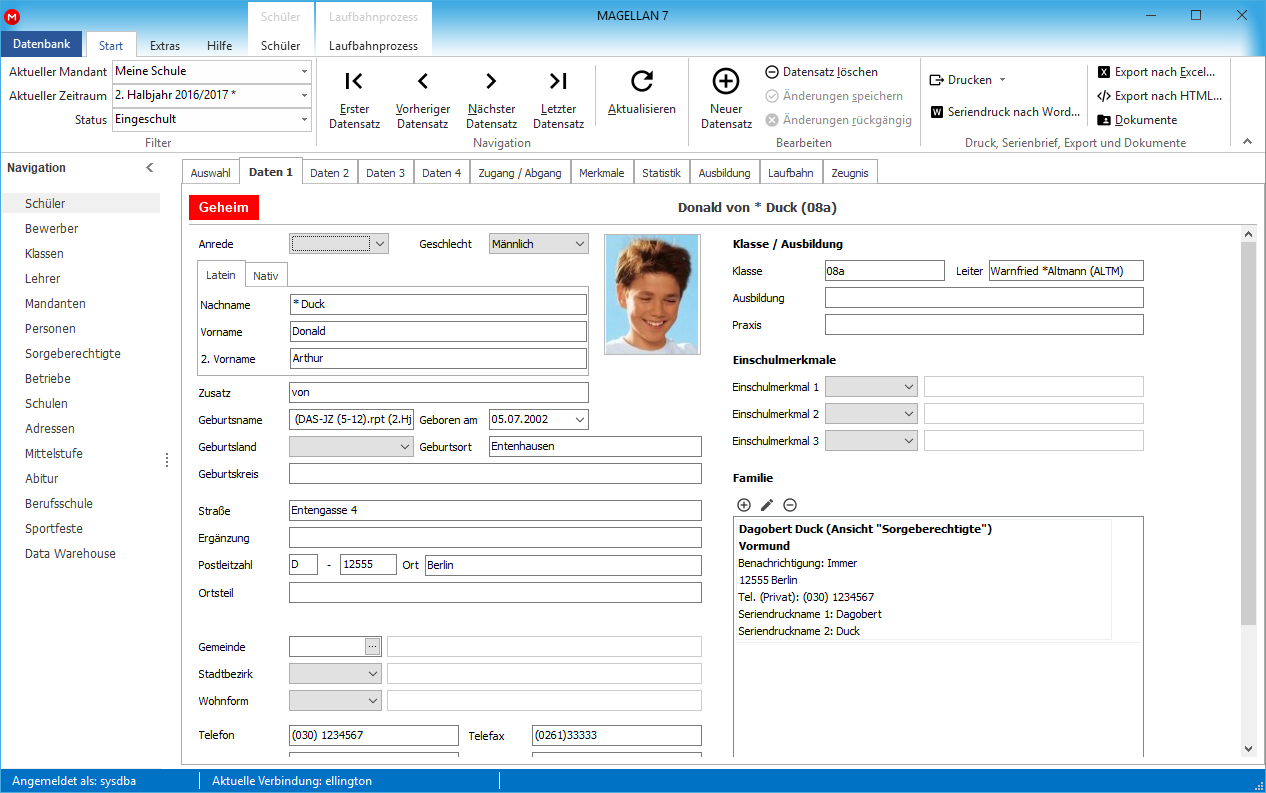 MAGELLAN 7
Schüler
Laufbahnprozess
Datenbank
Start
Extras
Hilfe
Schüler
Laufbahnprozess
Aktueller Mandant
Meine Schule
Aktueller Zeitraum
2. Halbjahr 2016/2017 *
Status
Eingeschult
Filter
Erster
Datensatz
Vorheriger
Datensatz
Nächster
Datensatz
Letzter
Datensatz
Aktualisieren
Navigation
Neuer
Datensatz
Datensatz löschen
Änderungen speichern
Änderungen rückgängig
Bearbeiten
Drucken
Seriendruck nach Word...
Export nach Excel...
Export nach HTML...
Dokumente
Druck, Serienbrief, Export und Dokumente
Navigation
Schüler
Bewerber
Klassen
Lehrer
Mandanten
Personen
Sorgeberechtigte
Betriebe
Schulen
Adressen
Mittelstufe
Abitur
Berufsschule
Sportfeste
Data Warehouse
Auswahl
Daten 1
Daten 2
Daten 3
Daten 4
Zugang / Abgang
Merkmale
Statistik
Ausbildung
Laufbahn
Zeugnis
Geheim
Donald von * Duck (08a)
Anrede
Geschlecht
Männlich
Latein
Nativ
Nachname
* Duck
Vorname
Donald
2. Vorname
Arthur
Zusatz
von
Geburtsname
(DAS-JZ (5-12).rpt (2.Hj
Geboren am
05.07.2002
Geburtsland
Geburtsort
Entenhausen
Geburtskreis
Straße
Entengasse 4
Ergänzung
Postleitzahl
D
-
12555
Ort
Berlin
Ortsteil
Gemeinde
...
Stadtbezirk
Wohnform
Telefon
(030) 1234567
Telefax
(0261)33333
Klasse / Ausbildung
Klasse
08a
Leiter
Warnfried *Altmann (ALTM)
Ausbildung
Praxis
Einschulmerkmale
Einschulmerkmal 1
Einschulmerkmal 2
Einschulmerkmal 3
Familie
Dagobert Duck (Ansicht "Sorgeberechtigte")
Vormund
Benachrichtigung: Immer
12555 Berlin
Tel. (Privat): (030) 1234567
Seriendruckname 1: Dagobert
Seriendruckname 2: Duck
Angemeldet als: sysdba
Aktuelle Verbindung: ellington